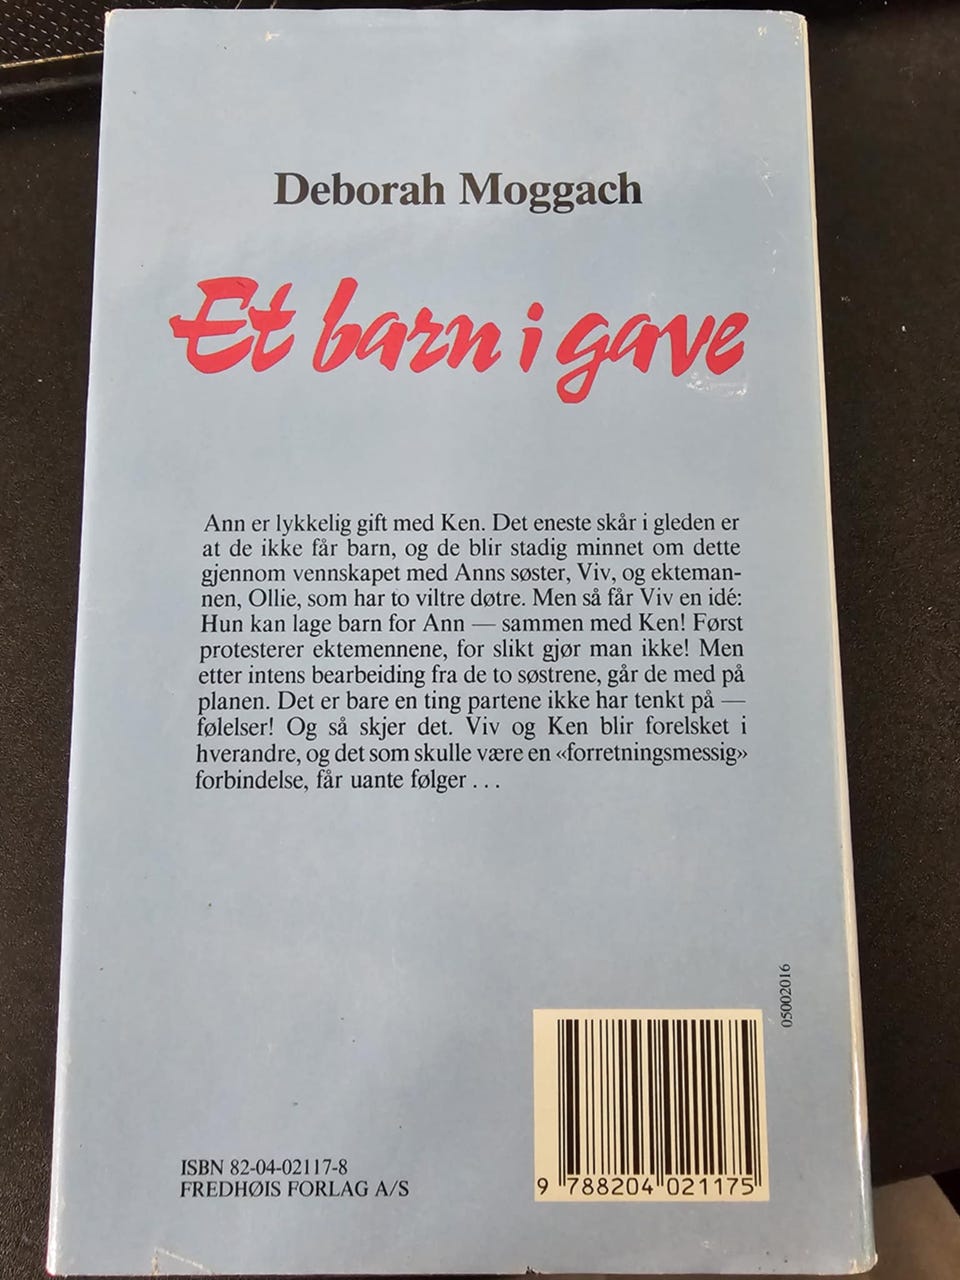 Deborah Moggach
Et barn i gave
Ann er lykkelig gift med Ken. Det eneste skår i gleden er
at de ikke får barn, og de blir stadig minnet om dette
gjennom vennskapet med Anns søster, Viv, og ekteman-
nen, Ollie, som har to viltre døtre. Men så får Viv en idé:
Hun kan lage barn for Ann — sammen med Ken! Først
protesterer ektemennene, for slikt gjør man ikke! Men
etter intens bearbeiding fra de to søstrene, går de med på
planen. Det er bare en ting partene ikke har tenkt på —
følelser! Og så skjer det. Viv og Ken blir forelsket i
hverandre, og det som skulle være en «forretningsmessig»
forbindelse, får uante følger . . .
05002016
ISBN 82-04-02117-8
FREDHØIS FORLAG A/S
9 788204 021175